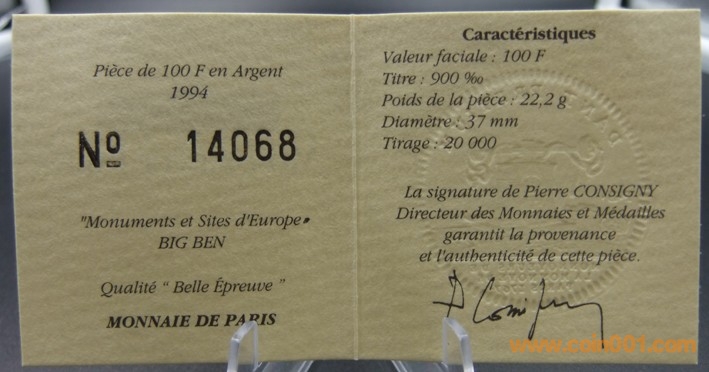 Pièce de 100 F en Argent
1994
Nº 14068
"Monuments et Sites d'Europe"
BIG BEN
Qualité " Belle Épreuve "
MONNAIE DE PARIS
Caractéristiques
Valeur faciale : 100 F
Titre : 900 ‰
Poids de la pièce : 22,2 g
Diamètre : 37 mm
Tirage : 20 000
La signature de Pierre CONSIGNY
Directeur des Monnaies et Médailles
garantit la provenance
et l'authenticité de cette pièce.
www.coin001.com